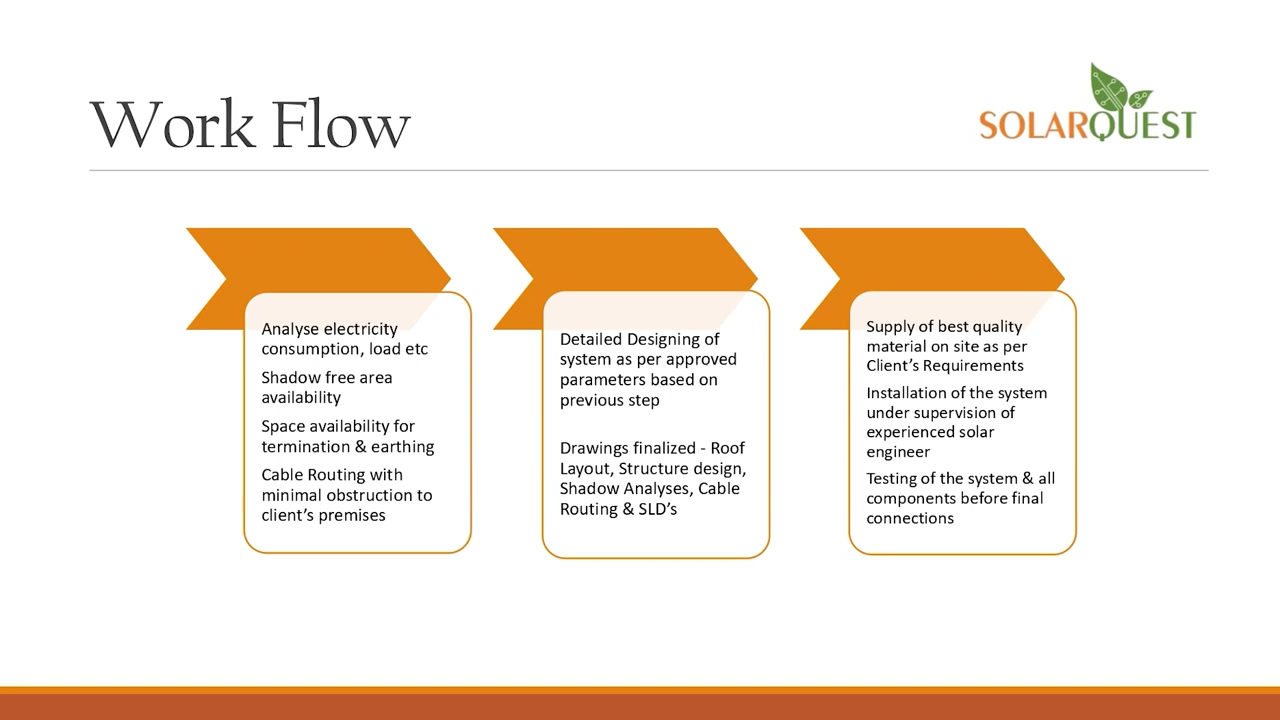 Work Flow
SOLARQUEST
Analyse electricity
consumption, load etc
Shadow free area
availability
Space availability for
termination & earthing
Cable Routing with
minimal obstruction to
client’s premises
Detailed Designing of
system as per approved
parameters based on
previous step
Drawings finalized - Roof
Layout, Structure design,
Shadow Analyses, Cable
Routing & SLD’s
Supply of best quality
material on site as per
Client’s Requirements
Installation of the system
under supervision of
experienced solar
engineer
Testing of the system & all
components before final
connections